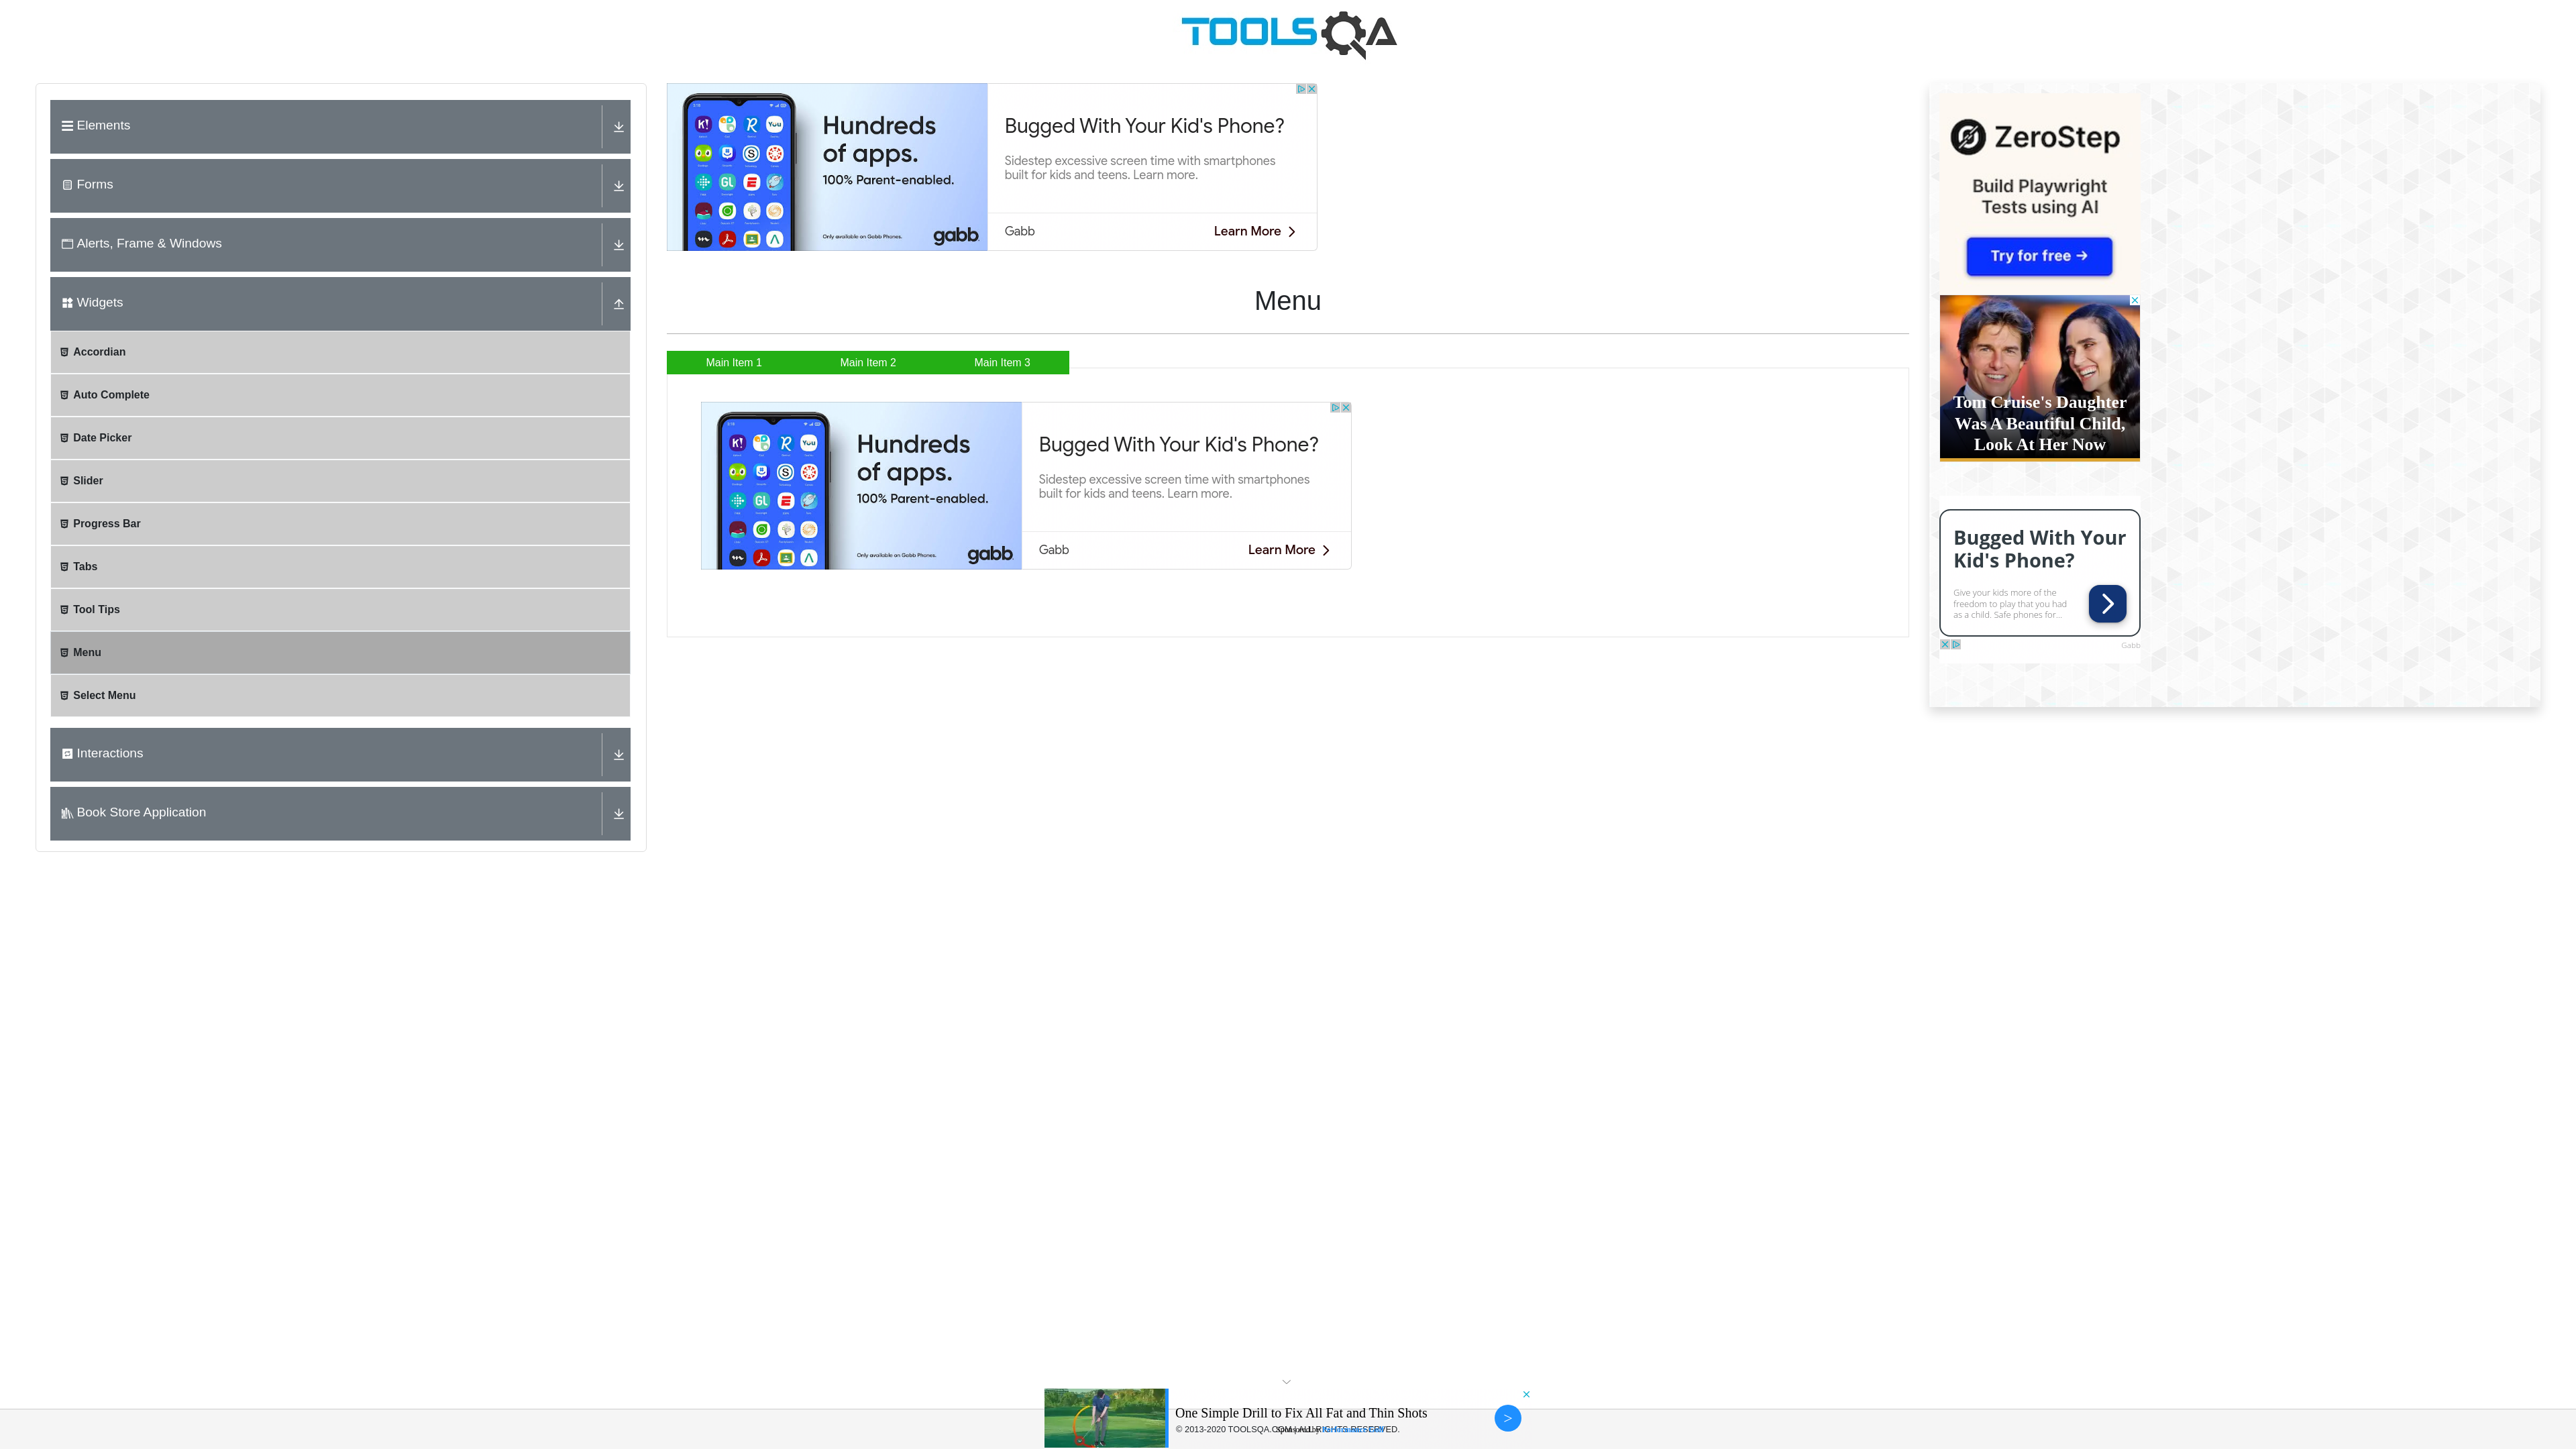 TOOLSQA
Elements
Forms
Alerts, Frame & Windows
Widgets
Accordian
Auto Complete
Date Picker
Slider
Progress Bar
Tabs
Tool Tips
Menu
Select Menu
Interactions
Book Store Application
Hundreds
of apps.
100% Parent-enabled.
Only available on Gabb Phones.
gabb
Bugged With Your Kid's Phone?
Sidestep excessive screen time with smartphones
built for kids and teens. Learn more.
Gabb
Learn More
Menu
Main Item 1
Main Item 2
Main Item 3
Hundreds
of apps.
100% Parent-enabled.
Only available on Gabb Phones.
gabb
Bugged With Your Kid's Phone?
Sidestep excessive screen time with smartphones
built for kids and teens. Learn more.
Gabb
Learn More
ZeroStep
Build Playwright
Tests using AI
Try for free →
Tom Cruise's Daughter
Was A Beautiful Child,
Look At Her Now
Bugged With Your
Kid's Phone?
Give your kids more of the
freedom to play that you had
as a child. Safe phones for...
Gabb
One Simple Drill to Fix All Fat and Thin Shots
© 2013-2020 TOOLSQA.COM | ALL RIGHTS RESERVED.